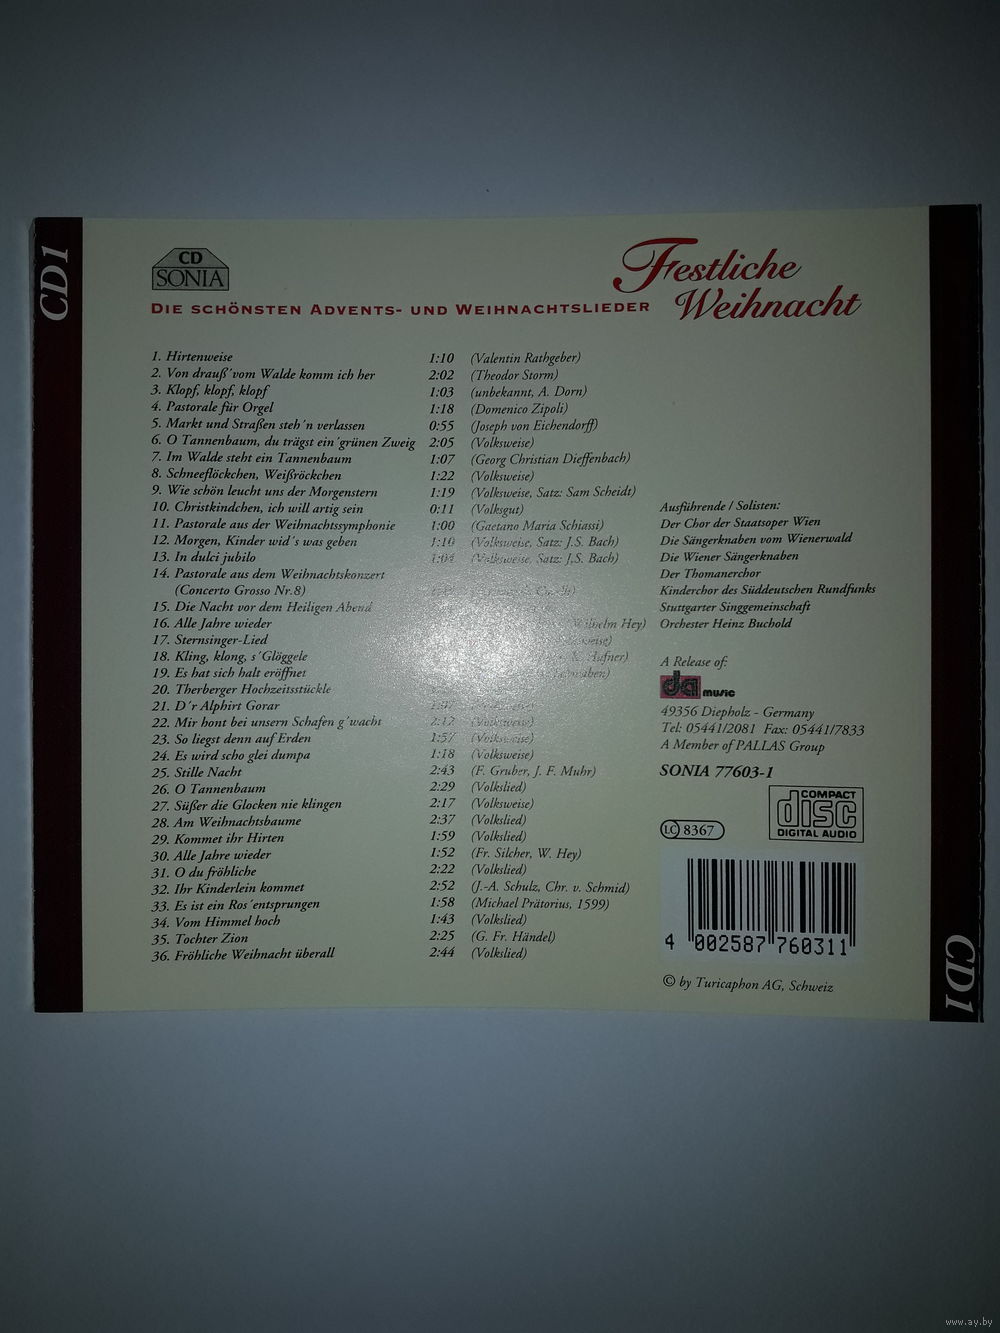 CD1
CD
SONIA
Festliche
Weihnacht
DIE SCHÖNSTEN ADVENTS- UND WEIHNACHTSLIEDER
1. Hirtenweise 1:10 (Valentin Rathgeber)
2. Von drauß´vom Walde komm ich her 2:02 (Theodor Storm)
3. Klopf, klopf, klopf 1:03 (unbekannt, A. Dorn)
4. Pastorale für Orgel 1:18 (Domenico Zipoli)
5. Markt und Straßen steh´n verlassen 0:55 (Joseph von Eichendorff)
6. O Tannenbaum, du trägst ein´grünen Zweig 2:05 (Volksweise)
7. Im Walde steht ein Tannenbaum 1:07 (Georg Christian Dieffenbach)
8. Schneeflöckchen, Weißröckchen 1:22 (Volksweise)
9. Wie schön leucht uns der Morgenstern 1:19 (Volksweise, Satz: Sam Scheidt)
10. Christkindchen, ich will artig sein 0:11 (Volksgut)
11. Pastorale aus der Weihnachtssymphonie 1:00 (Gaetano Maria Schiassi)
12. Morgen, Kinder wid´s was geben 1:10 (Volksweise, Satz: J.S. Bach)
13. In dulci jubilo 1:04 (Volksweise, Satz: J.S. Bach)
14. Pastorale aus dem Weihnachtskonzert
(Concerto Grosso Nr.8)
15. Die Nacht vor dem Heiligen Abend
16. Alle Jahre wieder Wilhelm Hey)
17. Sternsinger-Lied
18. Kling, klong, s´Glöggele
19. Es hat sich halt eröffnet
20. Therberger Hochzeitsstückle
21. D´r Alphirt Gorar
22. Mir hont bei unsern Schafen g´wacht 2:12 (Volksweise)
23. So liegst denn auf Erden 1:57 (Volksweise)
24. Es wird scho glei dumpa 1:18 (Volksweise)
25. Stille Nacht 2:43 (F. Gruber, J. F. Muhr)
26. O Tannenbaum 2:29 (Volkslied)
27. Süßer die Glocken nie klingen 2:17 (Volksweise)
28. Am Weihnachtsbaume 2:37 (Volkslied)
29. Kommet ihr Hirten 1:59 (Volkslied)
30. Alle Jahre wieder 1:52 (Fr. Silcher, W. Hey)
31. O du fröhliche 2:22 (Volkslied)
32. Ihr Kinderlein kommet 2:52 (J.-A. Schulz, Chr. v. Schmid)
33. Es ist ein Ros´entsprungen 1:58 (Michael Prätorius, 1599)
34. Vom Himmel hoch 1:43 (Volkslied)
35. Tochter Zion 2:25 (G. Fr. Händel)
36. Fröhliche Weihnacht überall 2:44 (Volkslied)
Ausführende / Solisten:
Der Chor der Staatsoper Wien
Die Sängerknaben vom Wienerwald
Die Wiener Sängerknaben
Der Thomanerchor
Kinderchor des Süddeutschen Rundfunks
Stuttgarter Singgemeinschaft
Orchester Heinz Buchold
A Release of:
da music
49356 Diepholz - Germany
Tel: 05441/2081 Fax: 05441/7833
A Member of PALLAS Group
SONIA 77603-1
COMPACT
disc
DIGITAL AUDIO
LC 8367
4 002587 760311
© by Turicaphon AG, Schweiz
CD1
www.ay.by